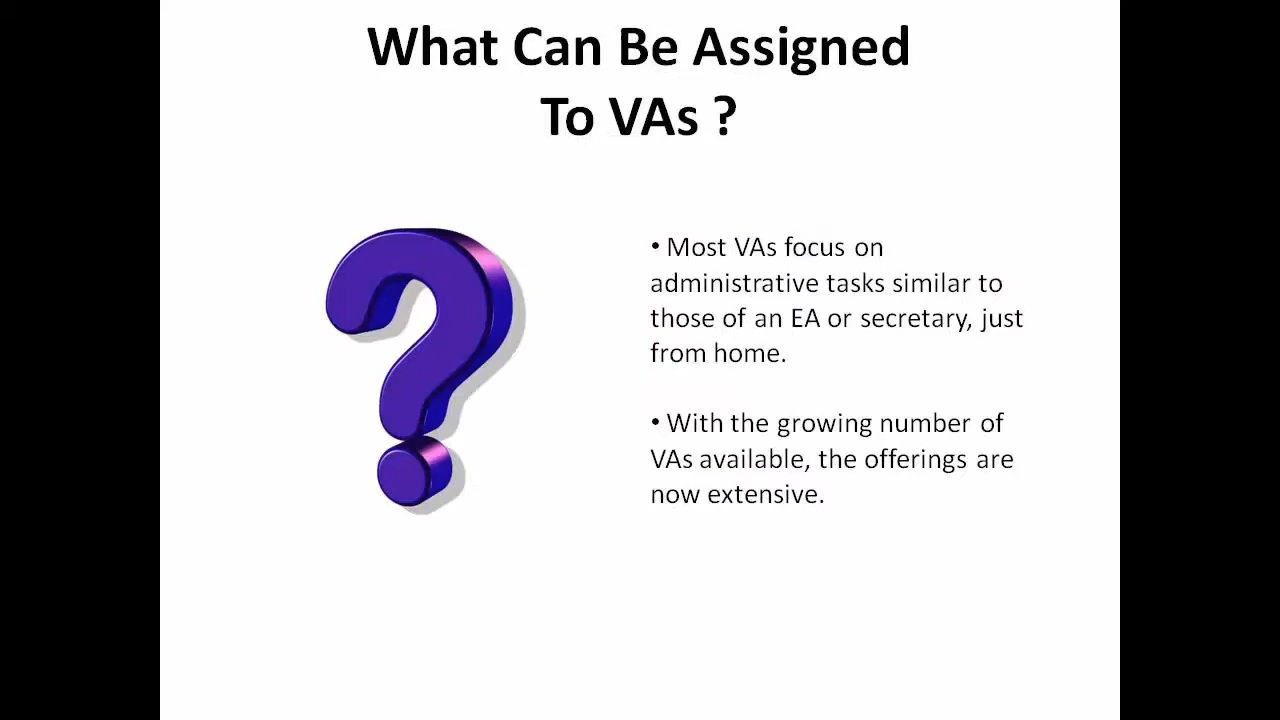 What Can Be Assigned
To VAs ?
• Most VAs focus on
administrative tasks similar to
those of an EA or secretary, just
from home.
• With the growing number of
VAs available, the offerings are
now extensive.